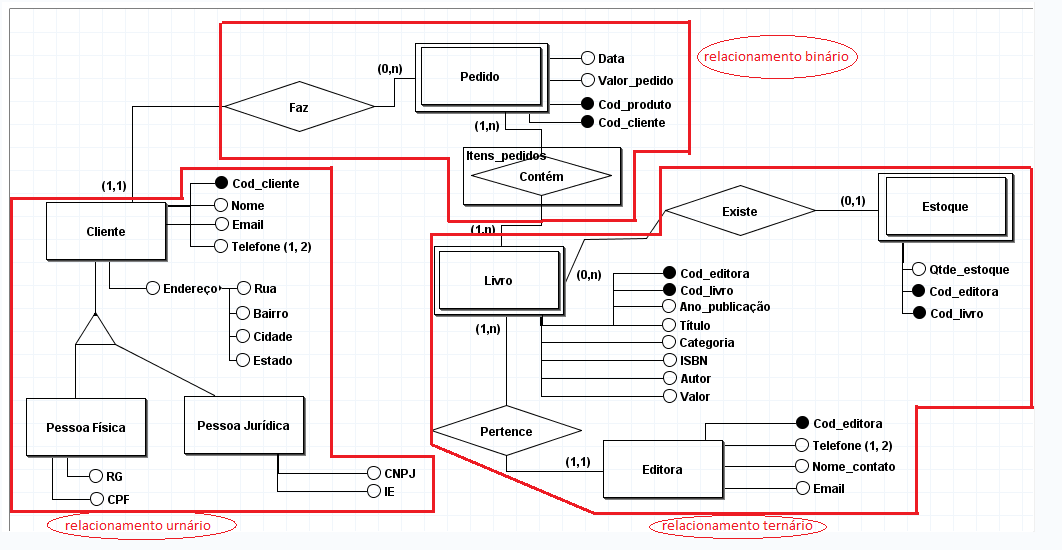 relacionamento binário
Pedido
Data
Valor_pedido
Cod_produto
Cod_cliente
(0,n)
Faz
(1,n)
Itens_pedidos
Contém
(1,1)
Cod_cliente
Nome
Email
Telefone (1, 2)
Cliente
Endereço
Rua
Bairro
Cidade
Estado
Pessoa Física
Pessoa Jurídica
RG
CPF
CNPJ
IE
relacionamento urnário
(1,n)
Livro
(0,n)
Existe
(0,1)
Estoque
Qtde_estoque
Cod_editora
Cod_livro
Cod_editora
Cod_livro
Ano_publicação
Título
Categoria
ISBN
Autor
Valor
(1,n)
Pertence
(1,1)
Editora
Cod_editora
Telefone (1, 2)
Nome_contato
Email
relacionamento ternário